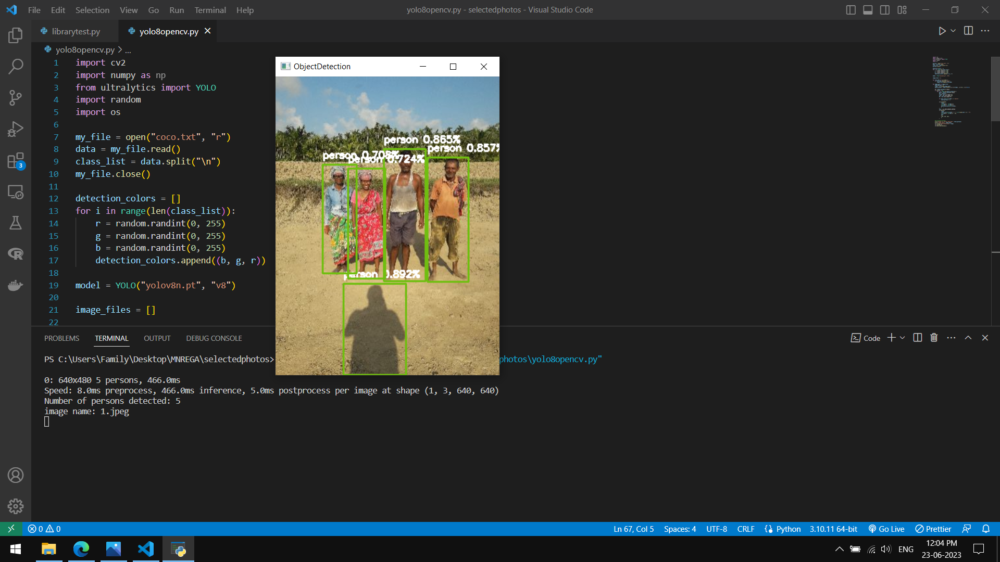 File Edit Selection View Go Run Terminal Help
yolo8opencv.py - selectedphotos - Visual Studio Code
librarytest.py
yolo8opencv.py
yolo8opencv.py > ...
1 import cv2
2 import numpy as np
3 from ultralytics import YOLO
4 import random
5 import os
6
7 my_file = open("coco.txt", "r")
8 data = my_file.read()
9 class_list = data.split("\n")
10 my_file.close()
11
12 detection_colors = []
13 for i in range(len(class_list)):
14 r = random.randint(0, 255)
15 g = random.randint(0, 255)
16 b = random.randint(0, 255)
17 detection_colors.append((b, g, r))
18
19 model = YOLO("yolov8n.pt", "v8")
20
21 image_files = []
22
ObjectDetection
person 0.865%
person 0.857%
person 0.708%
person 0.724%
person 0.892%
3
PROBLEMS TERMINAL OUTPUT DEBUG CONSOLE
Code
PS C:\Users\Family\Desktop\MNREGA\selectedphotos>
photos\yolo8opencv.py"
0: 640x480 5 persons, 466.0ms
Speed: 8.0ms preprocess, 466.0ms inference, 5.0ms postprocess per image at shape (1, 3, 640, 640)
Number of persons detected: 5
image name: 1.jpeg
0 0
Ln 67, Col 5 Spaces: 4 UTF-8 CRLF Python 3.10.11 64-bit Go Live Prettier
ENG
12:04 PM
23-06-2023